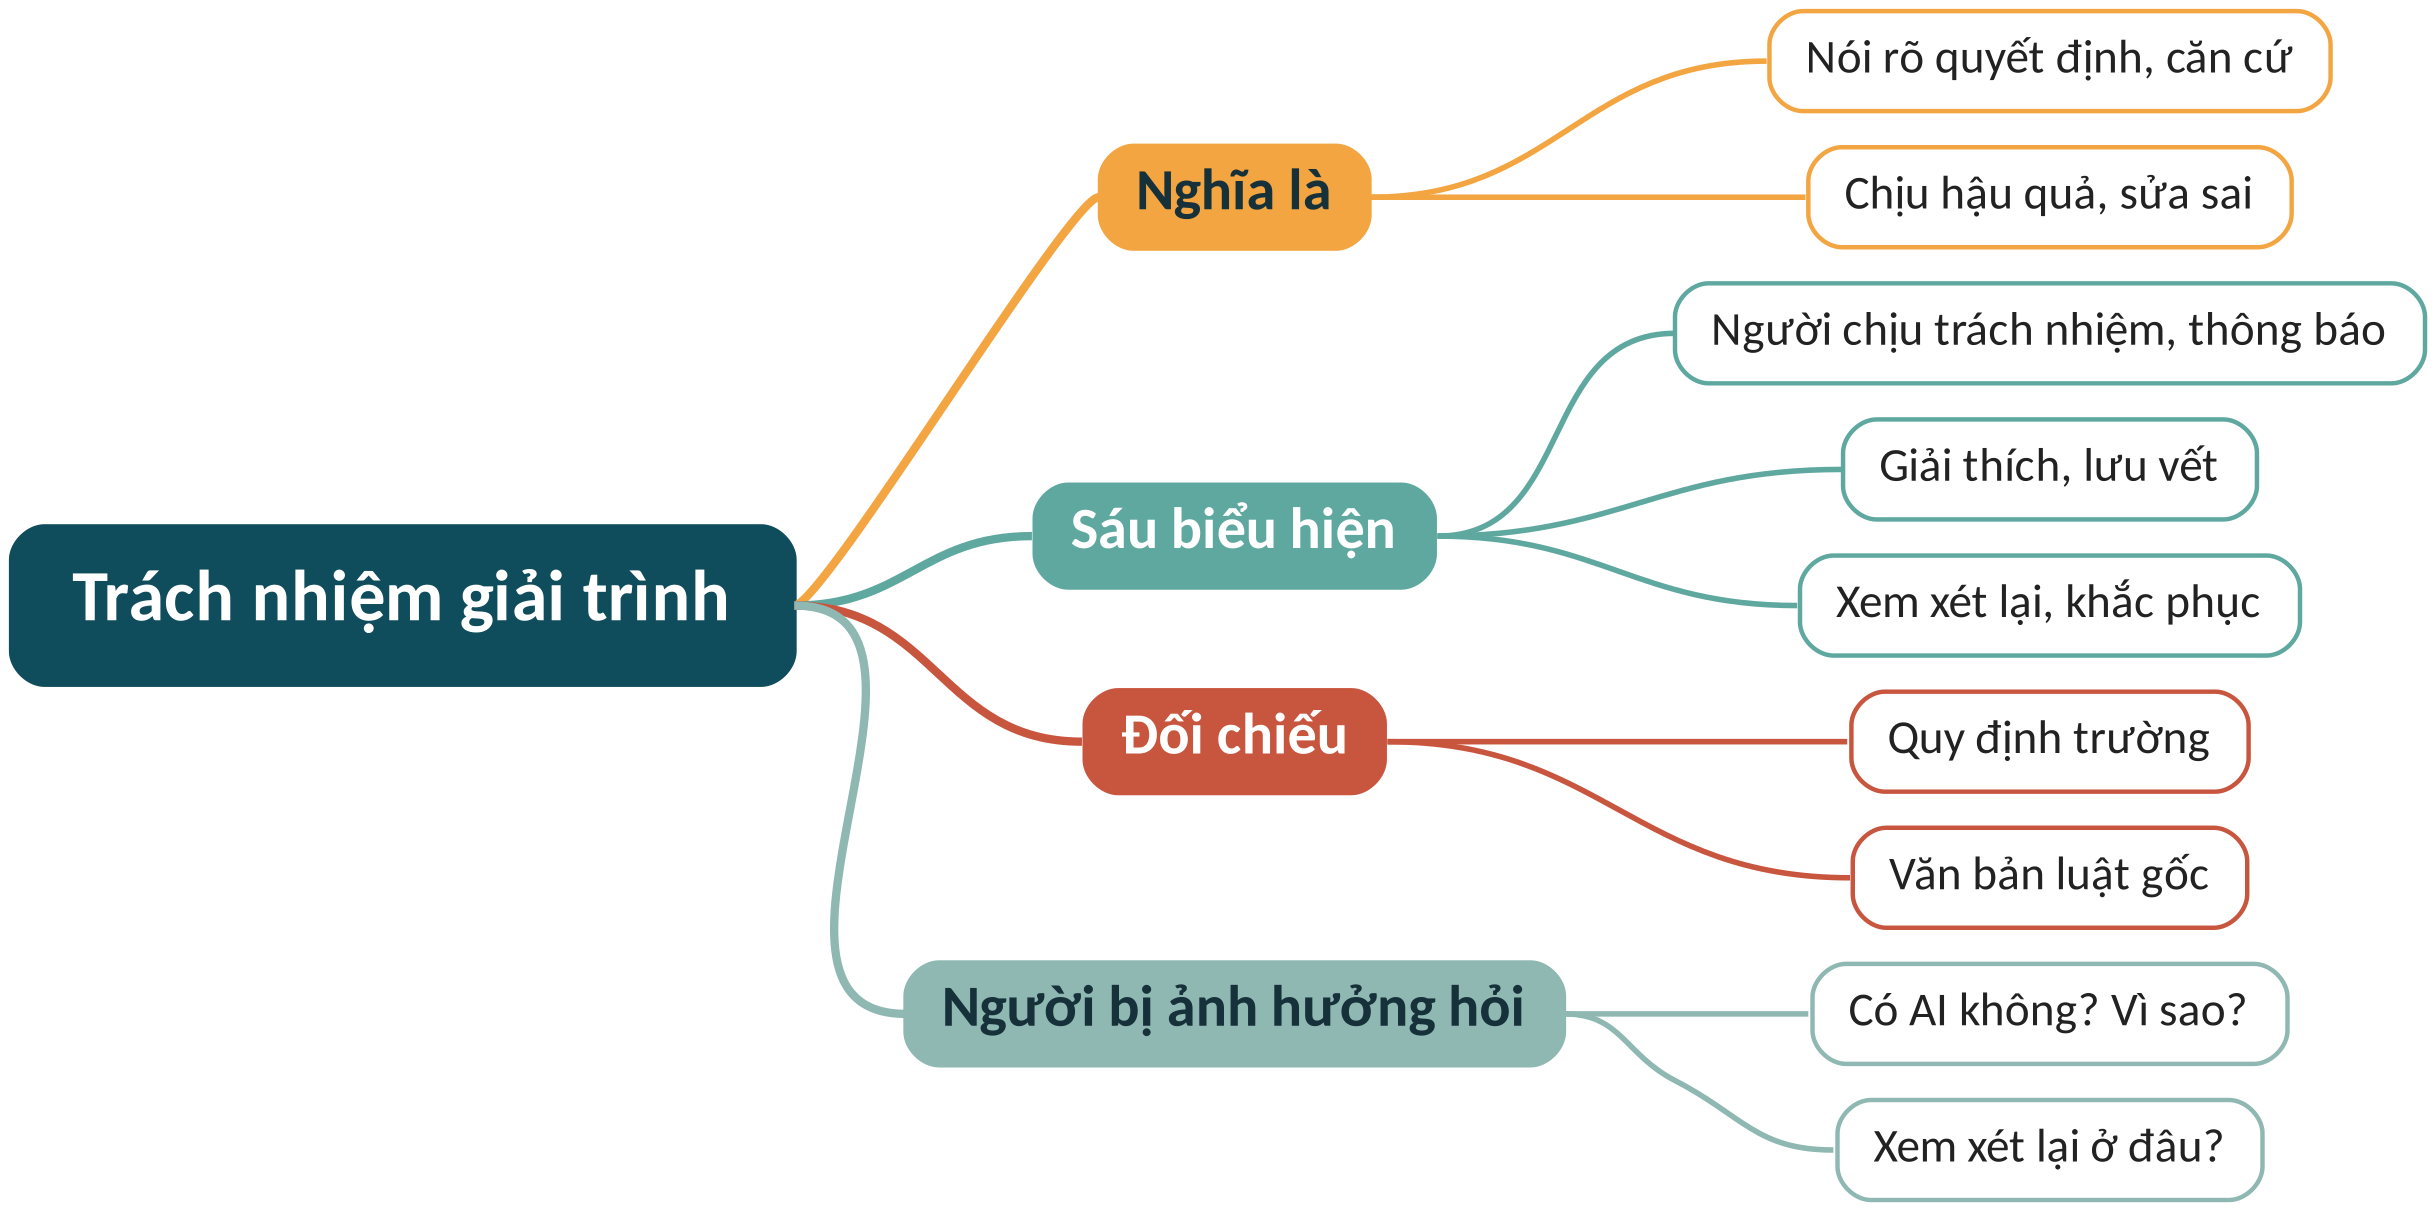 Trách nhiệm giải trình
Nghĩa là
Nói rõ quyết định, căn cứ
Chịu hậu quả, sửa sai
Sáu biểu hiện
Người chịu trách nhiệm, thông báo
Giải thích, lưu vết
Xem xét lại, khắc phục
Đối chiếu
Quy định trường
Văn bản luật gốc
Người bị ảnh hưởng hỏi
Có AI không? Vì sao?
Xem xét lại ở đâu?